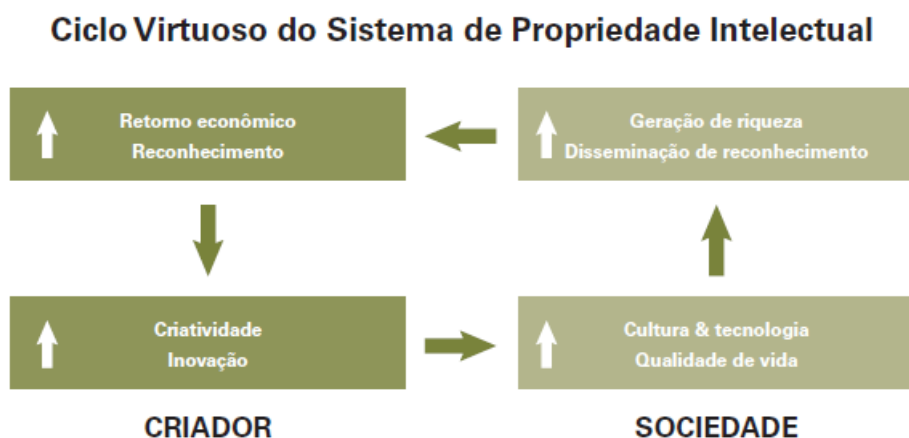 Ciclo Virtuoso do Sistema de Propriedade Intelectual
Retorno econômico
Reconhecimento
Geração de riqueza
Disseminação de reconhecimento
Criatividade
Inovação
Cultura & tecnologia
Qualidade de vida
CRIADOR
SOCIEDADE